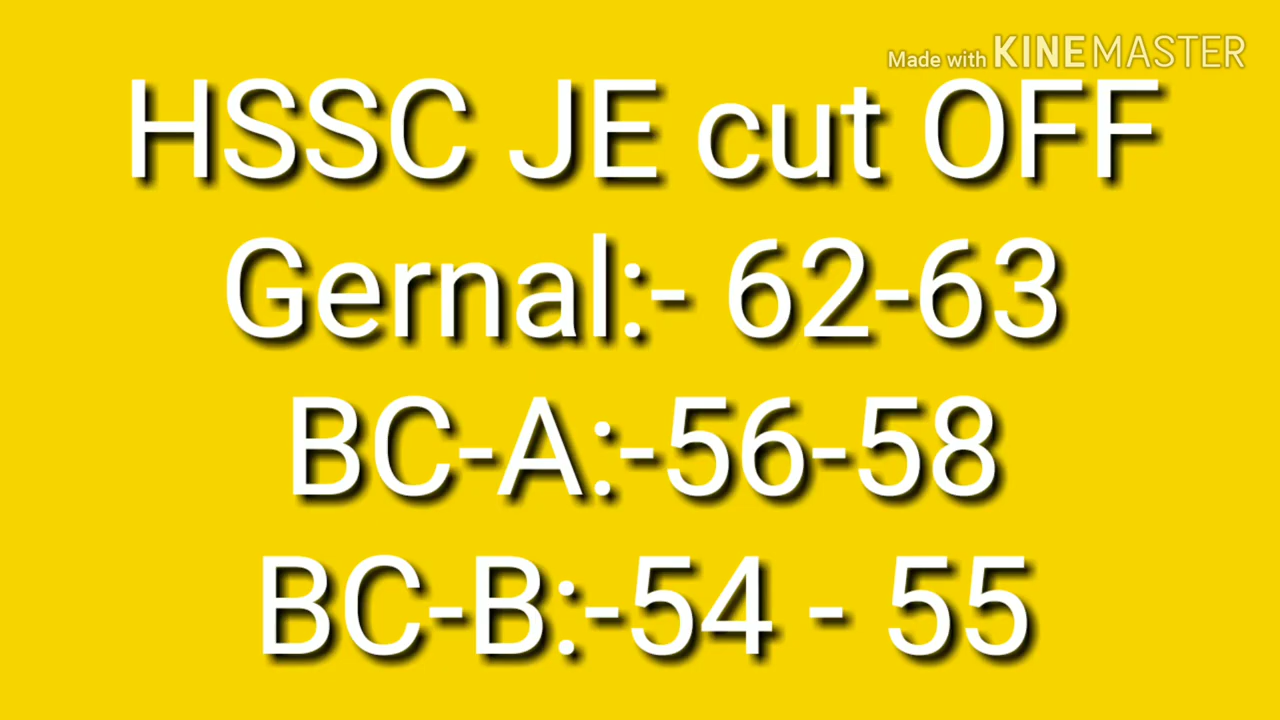 Made with KINEMASTER
HSSC JE cut OFF
Gernal:- 62-63
BC-A:-56-58
BC-B:-54 - 55